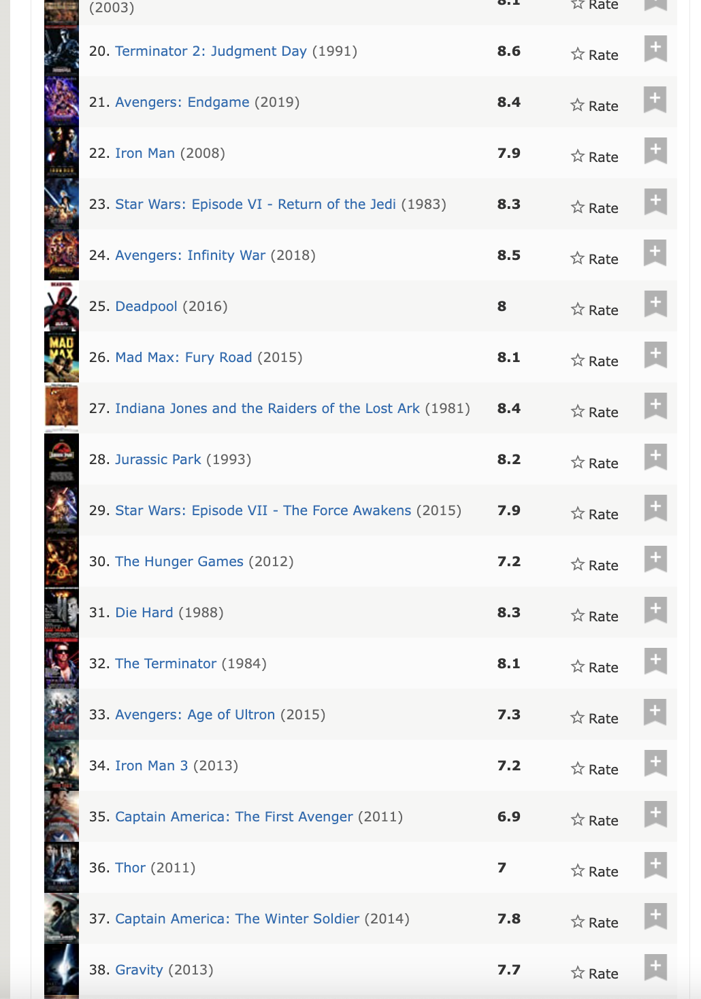 (2003) 8.1 Rate
20. Terminator 2: Judgment Day (1991) 8.6 Rate
21. Avengers: Endgame (2019) 8.4 Rate
22. Iron Man (2008) 7.9 Rate
23. Star Wars: Episode VI - Return of the Jedi (1983) 8.3 Rate
24. Avengers: Infinity War (2018) 8.5 Rate
25. Deadpool (2016) 8 Rate
26. Mad Max: Fury Road (2015) 8.1 Rate
27. Indiana Jones and the Raiders of the Lost Ark (1981) 8.4 Rate
28. Jurassic Park (1993) 8.2 Rate
29. Star Wars: Episode VII - The Force Awakens (2015) 7.9 Rate
30. The Hunger Games (2012) 7.2 Rate
31. Die Hard (1988) 8.3 Rate
32. The Terminator (1984) 8.1 Rate
33. Avengers: Age of Ultron (2015) 7.3 Rate
34. Iron Man 3 (2013) 7.2 Rate
35. Captain America: The First Avenger (2011) 6.9 Rate
36. Thor (2011) 7 Rate
37. Captain America: The Winter Soldier (2014) 7.8 Rate
38. Gravity (2013) 7.7 Rate